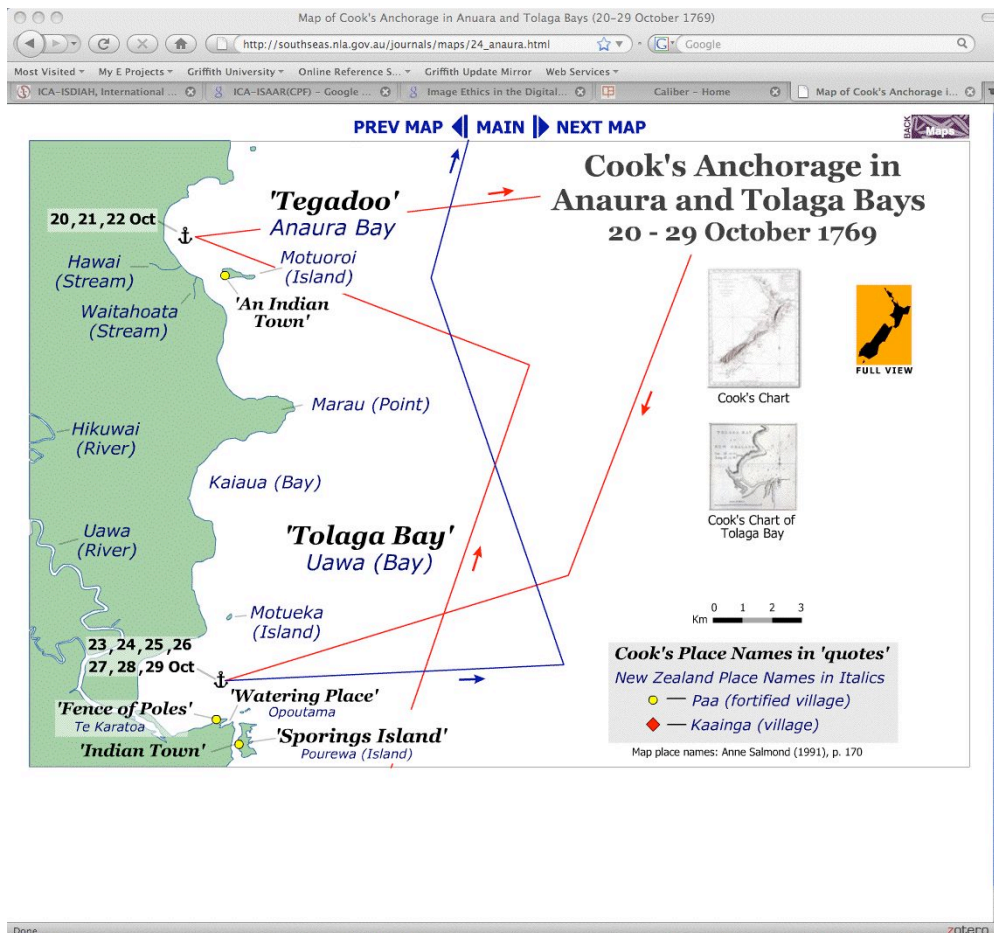 Map of Cook's Anchorage in Anuara and Tolaga Bays (20-29 October 1769)
http://southseas.nla.gov.au/journals/maps/24_anaura.html
Google
Most Visited My E Projects Griffith University Online Reference S... Griffith Update Mirror Web Services
ICA-ISDIAH, International ... ICA-ISAAR(CPF) - Google ... Image Ethics in the Digital... Caliber - Home Map of Cook's Anchorage i...
PREV MAP MAIN NEXT MAP
BACK
Maps
Cook's Anchorage in
Anaura and Tolaga Bays
20 - 29 October 1769
'Tegadoo'
Anaura Bay
20, 21, 22 Oct
Hawai
(Stream)
Motuoroi
(Island)
Waitahoata
(Stream)
'An Indian
Town'
Cook's Chart
FULL VIEW
Marau (Point)
Hikuwai
(River)
Kaiaua (Bay)
Cook's Chart of
Tolaga Bay
Uawa
(River)
'Tolaga Bay'
Uawa (Bay)
Motueka
(Island)
0 1 2 3
Km
23, 24, 25, 26
27, 28, 29 Oct
'Watering Place'
Opoutama
'Fence of Poles'
Te Karatoa
'Indian Town'
'Sporings Island'
Pourewa (Island)
Cook's Place Names in 'quotes'
New Zealand Place Names in Italics
Paa (fortified village)
Kaainga (village)
Map place names: Anne Salmond (1991), p. 170
Done
zotero